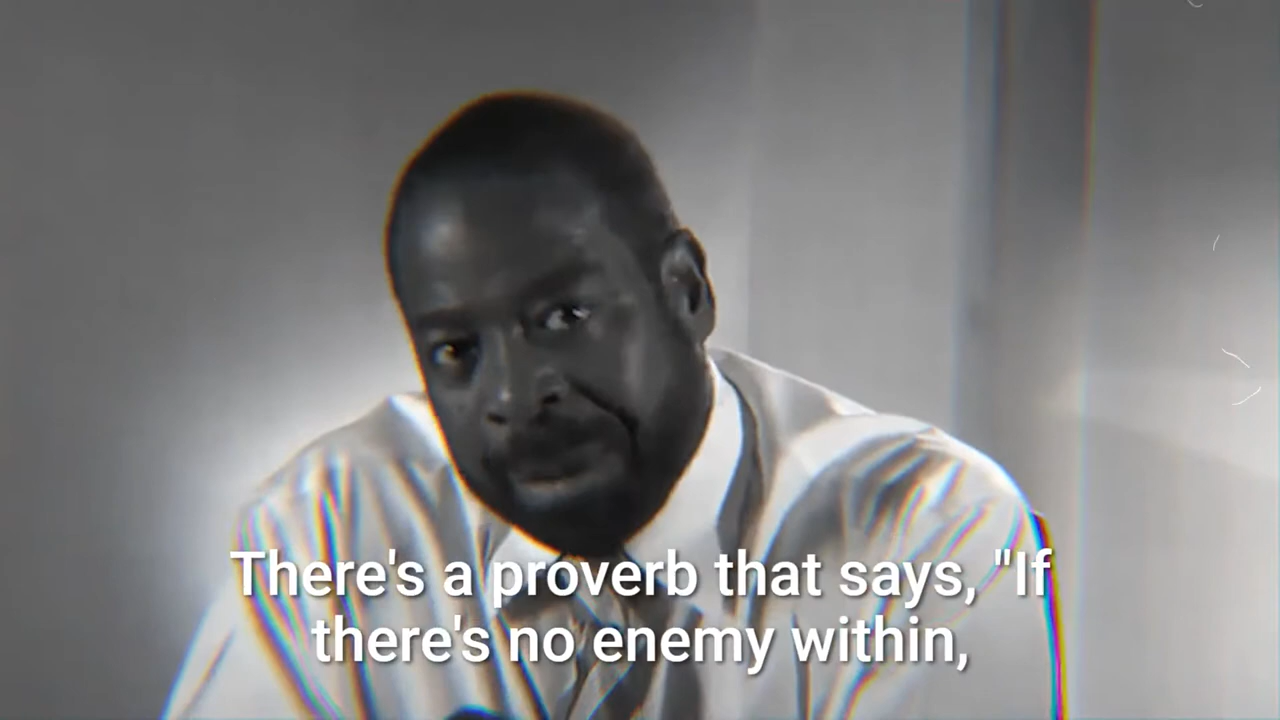 There's a proverb that says, "If
there's no enemy within,